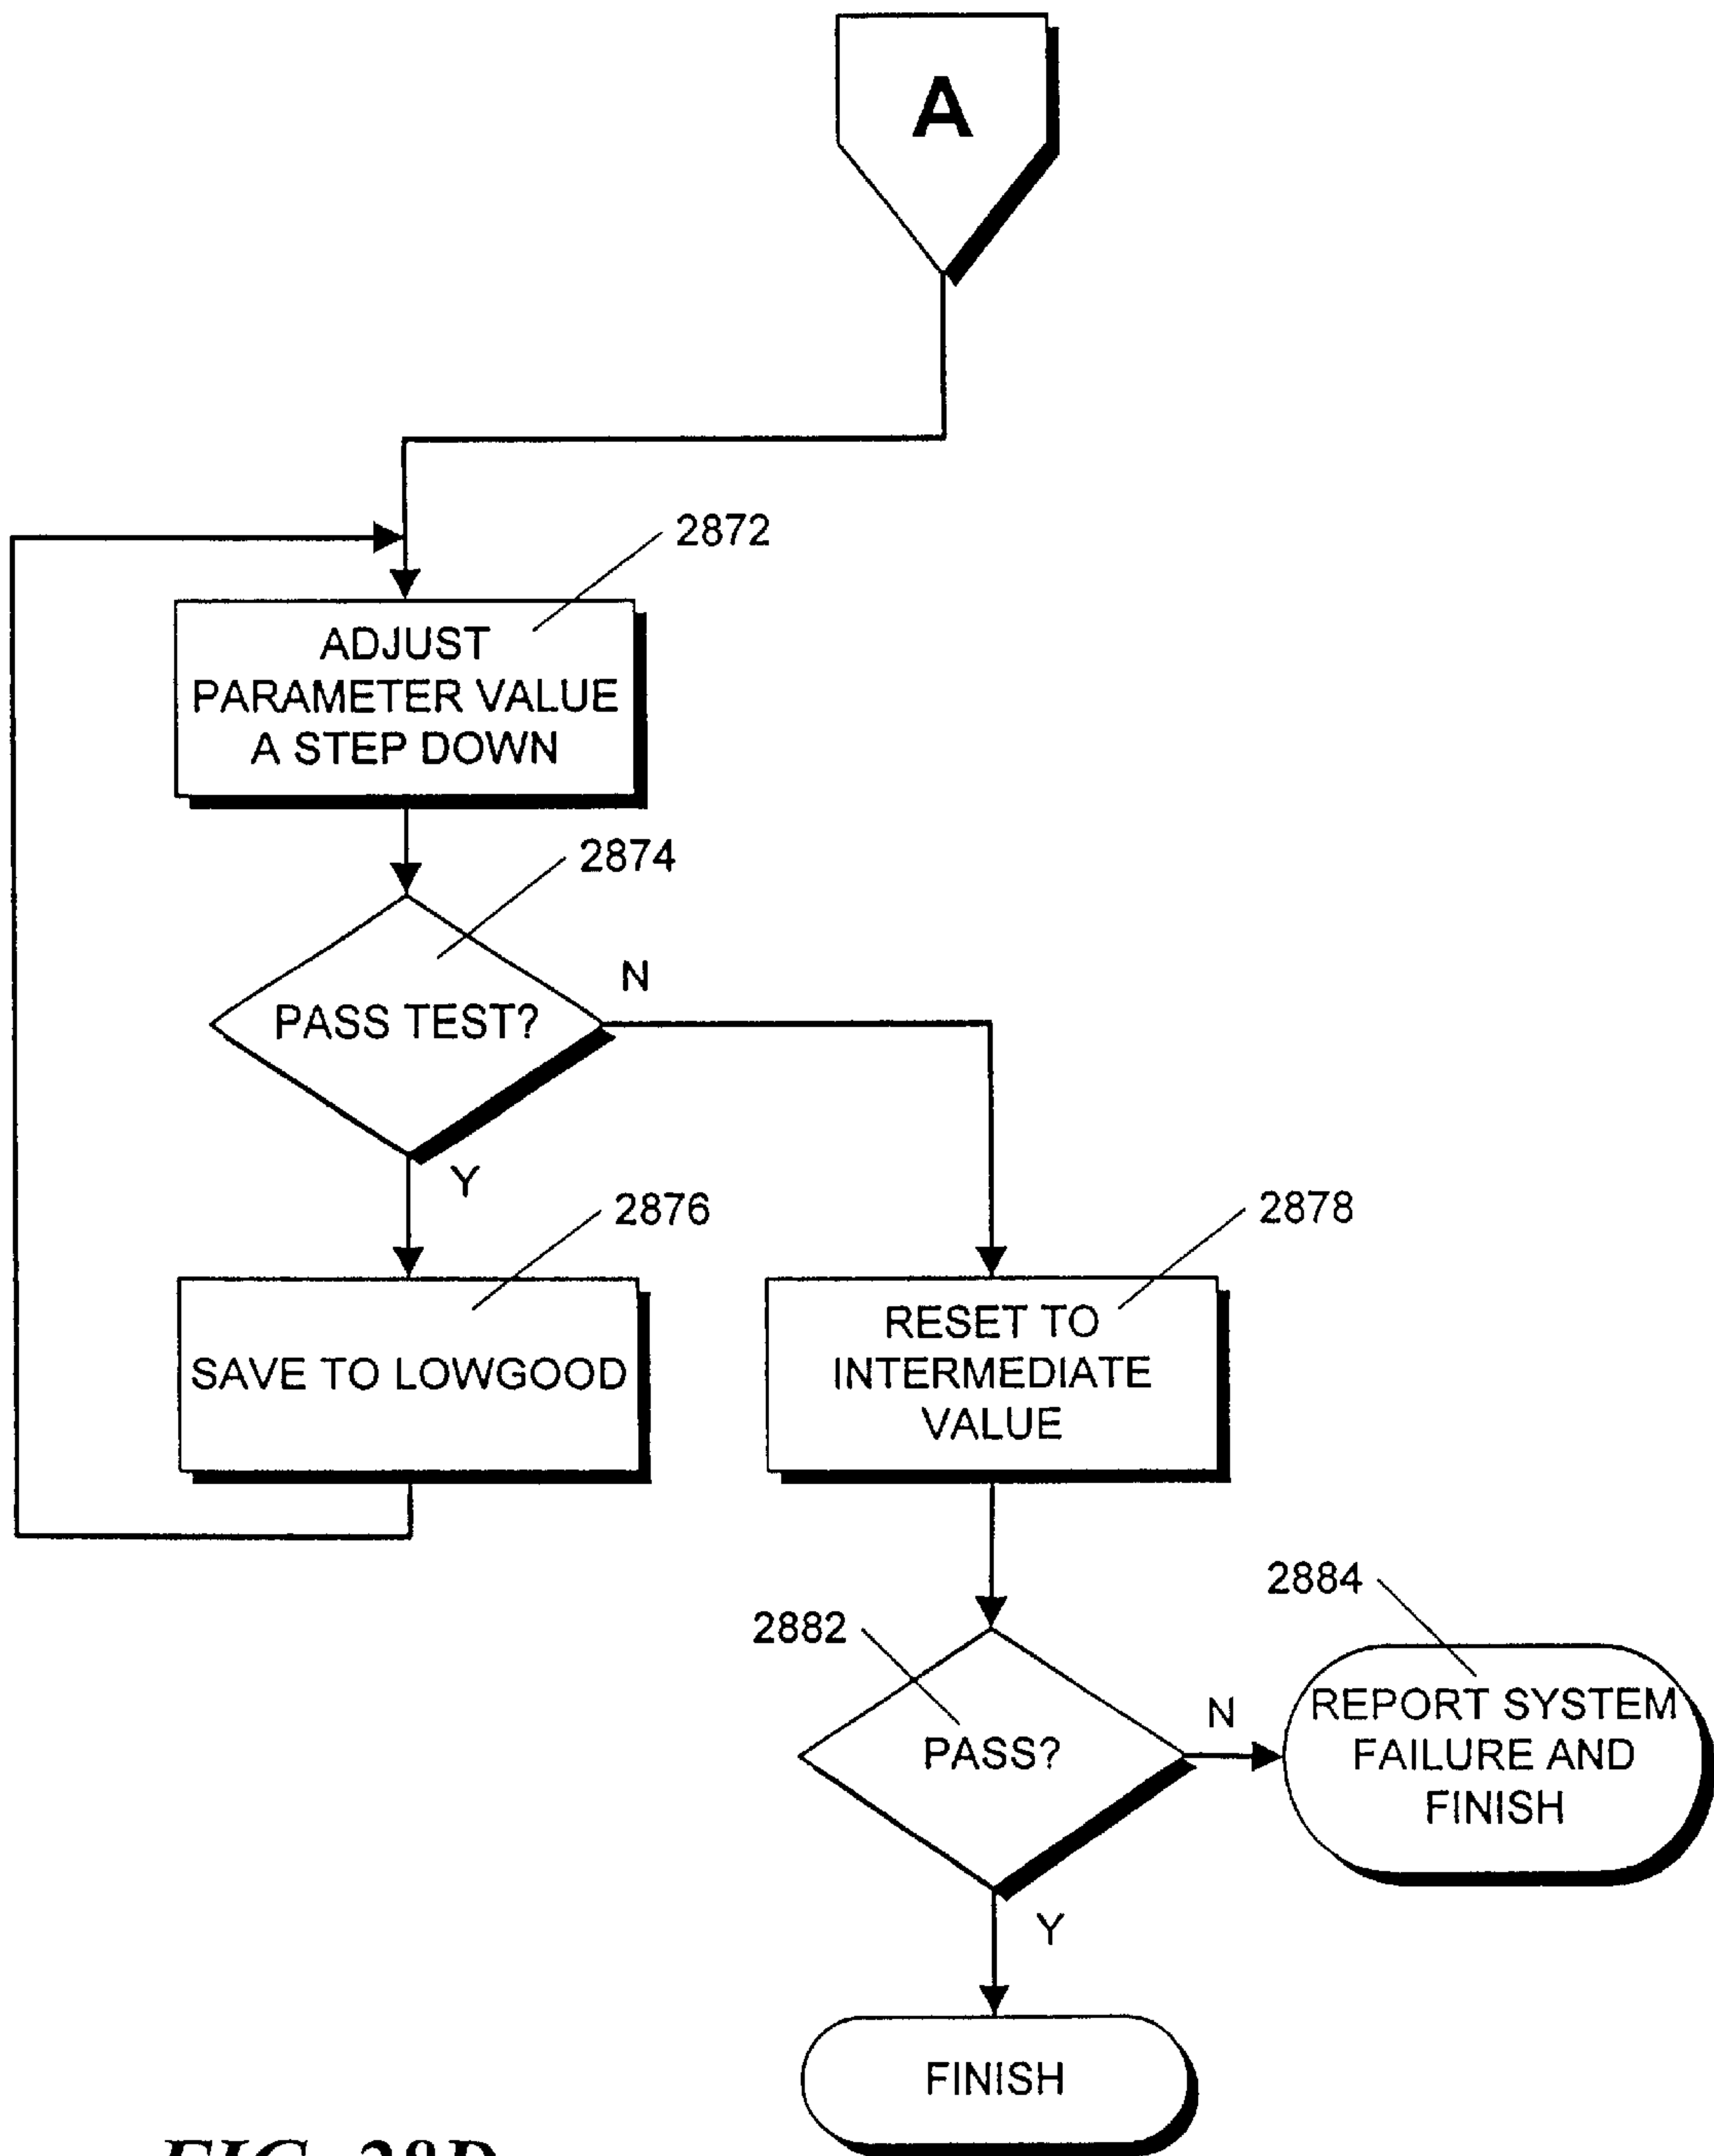 A
2872
ADJUST
PARAMETER VALUE
A STEP DOWN
2874
PASS TEST?
N
Y
2876
SAVE TO LOWGOOD
2878
RESET TO
INTERMEDIATE
VALUE
2882
PASS?
N
Y
2884
REPORT SYSTEM
FAILURE AND
FINISH
FINISH